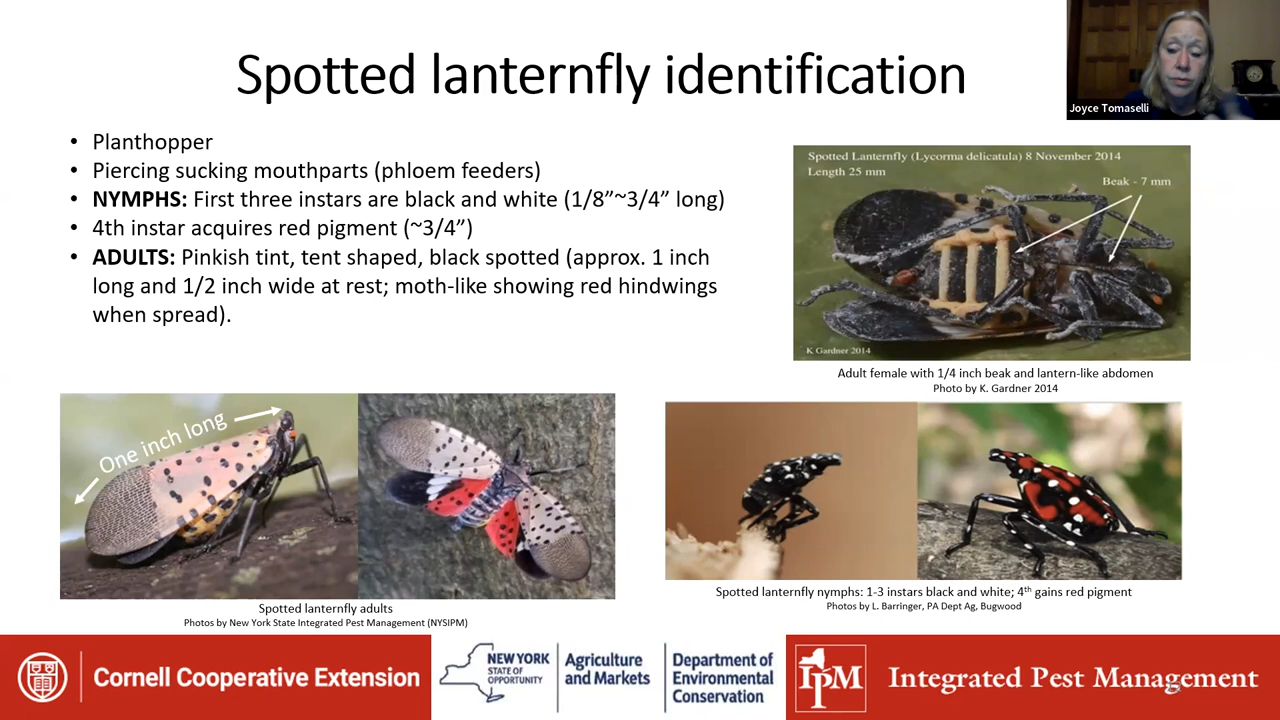 Spotted lanternfly identification
Joyce Tomaselli
• Planthopper
• Piercing sucking mouthparts (phloem feeders)
• NYMPHS: First three instars are black and white (1/8”~3/4” long)
• 4th instar acquires red pigment (~3/4”)
• ADULTS: Pinkish tint, tent shaped, black spotted (approx. 1 inch
long and 1/2 inch wide at rest; moth-like showing red hindwings
when spread).
Spotted Lanternfly (Lycorma delicatula) 8 November 2014
Length 25 mm
Beak - 7 mm
K Gardner 2014
Adult female with 1/4 inch beak and lantern-like abdomen
Photo by K. Gardner 2014
One inch long
Spotted lanternfly adults
Photos by New York State Integrated Pest Management (NYSIPM)
Spotted lanternfly nymphs: 1-3 instars black and white; 4th gains red pigment
Photos by L. Barringer, PA Dept Ag, Bugwood
Cornell Cooperative Extension
NEW YORK
STATE OF
OPPORTUNITY
Agriculture
and Markets
Department of
Environmental
Conservation
IPM
Integrated Pest Management